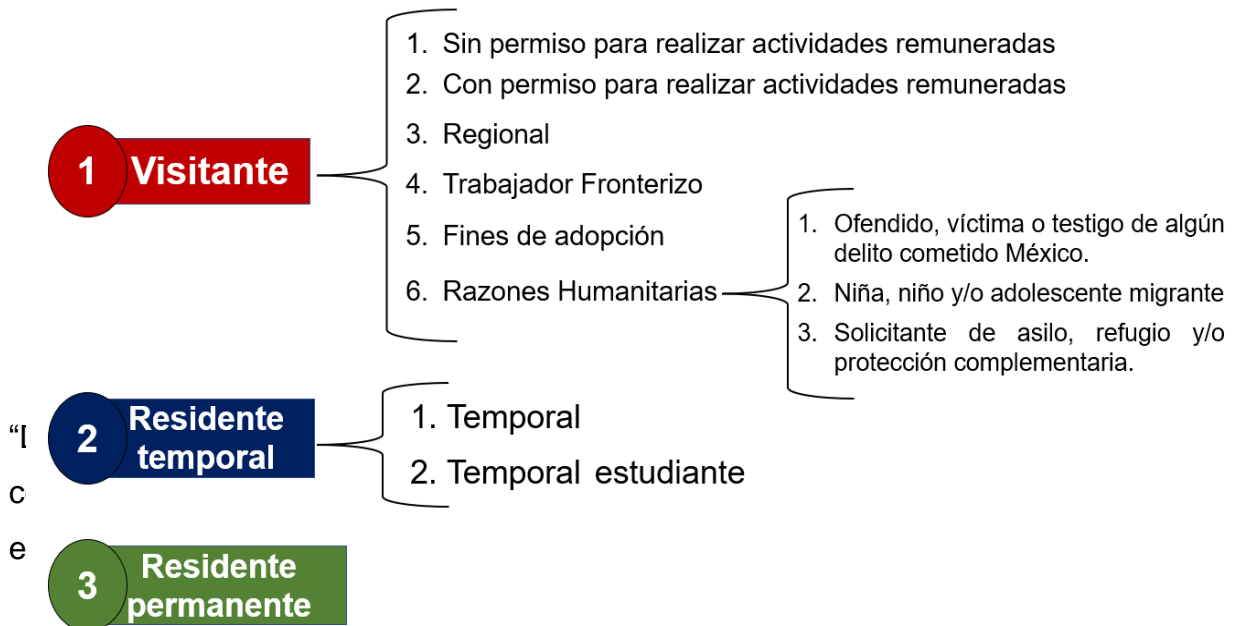 1 Visitante
1. Sin permiso para realizar actividades remuneradas
2. Con permiso para realizar actividades remuneradas
3. Regional
4. Trabajador Fronterizo
5. Fines de adopción
6. Razones Humanitarias
1. Ofendido, víctima o testigo de algún
delito cometido México.
2. Niña, niño y/o adolescente migrante
3. Solicitante de asilo, refugio y/o
protección complementaria.
2 Residente
temporal
1. Temporal
2. Temporal estudiante
c
e
3 Residente
permanente